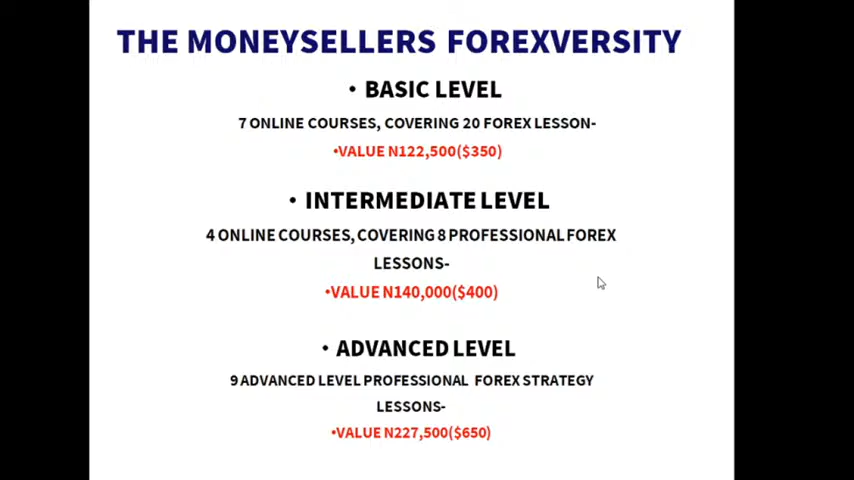 THE MONEYSELLERS FOREXVERSITY
• BASIC LEVEL
7 ONLINE COURSES, COVERING 20 FOREX LESSON-
•VALUE N122,500($350)
• INTERMEDIATE LEVEL
4 ONLINE COURSES, COVERING 8 PROFESSIONAL FOREX
LESSONS-
•VALUE N140,000($400)
• ADVANCED LEVEL
9 ADVANCED LEVEL PROFESSIONAL FOREX STRATEGY
LESSONS-
•VALUE N227,500($650)